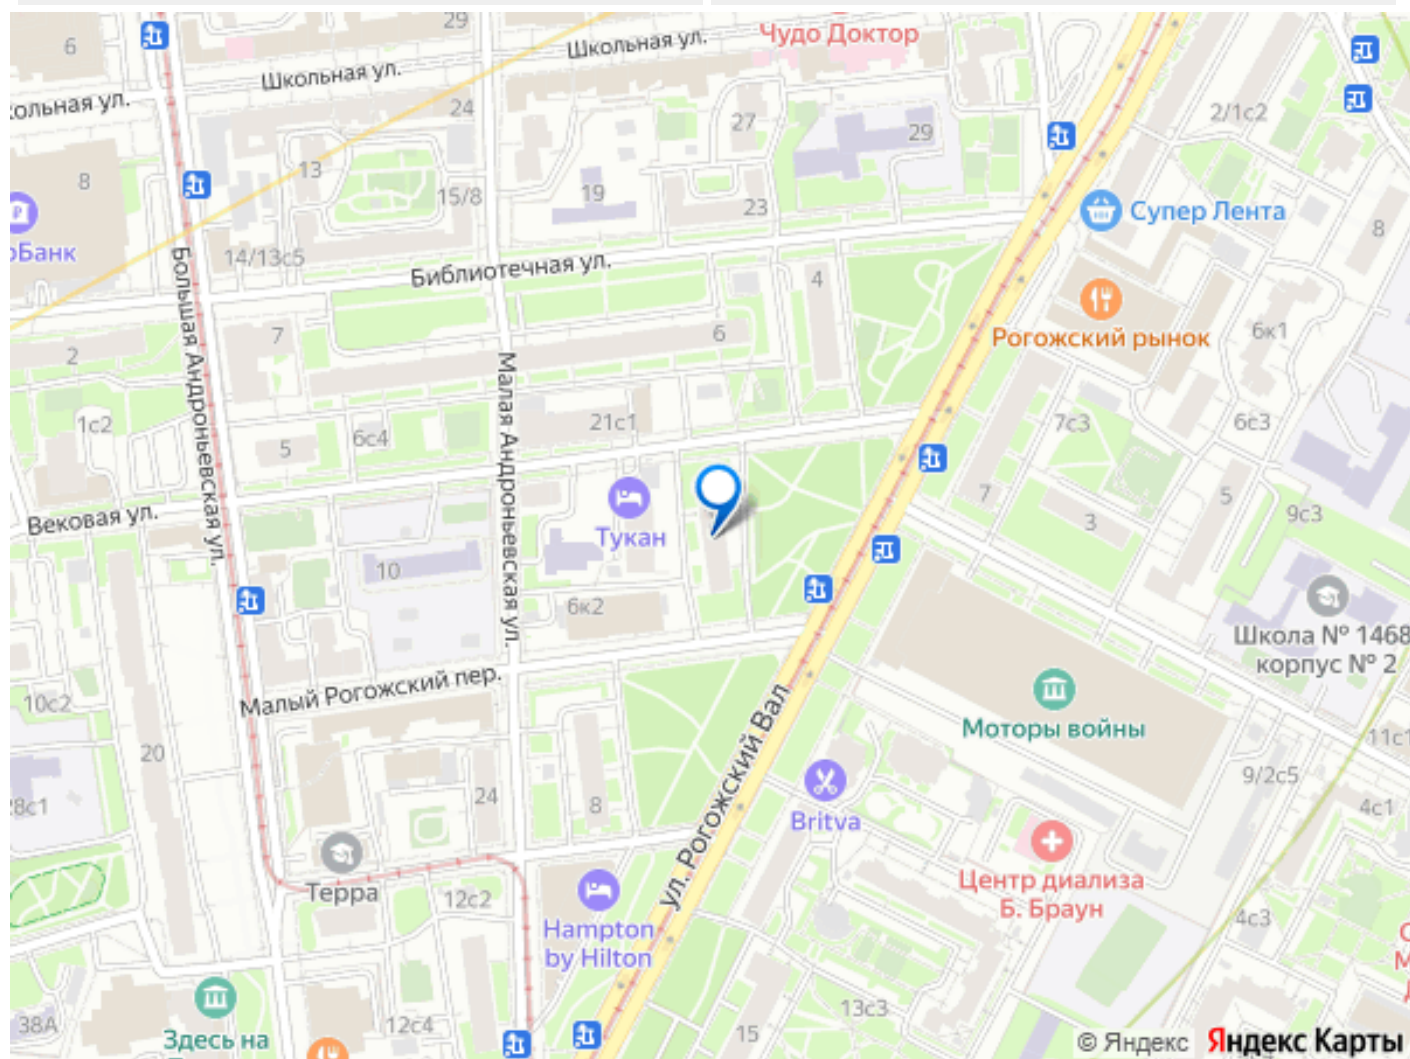 29
6
Школьная ул.
Чудо Доктор
Школьная ул.
кольная ул.
24
27
29
2/1с2
13
8
19
15/8
23
Супер Лента
8
оБанк
14/13с5
Библиотечная ул.
4
Большая Андроньевская ул.
7
6
Рогожский рынок
6к1
2
Малая Андроньевская ул.
1с2
6с4
21с1
7с3
6с3
5
Вековая ул.
Тукан
7
3
5
9с3
10
6к2
Школа № 1468
корпус № 2
Малый Рогожский пер.
10с2
Моторы войны
11с1
20
ул. Рогожский Вал
9/2с5
28с1
24
8
Britva
4с1
Терра
12с2
Центр диализа
Б. Браун
Hampton
by Hilton
4с3
38А
Здесь на
12с4
15
13с3
© Яндекс Яндекс Карты